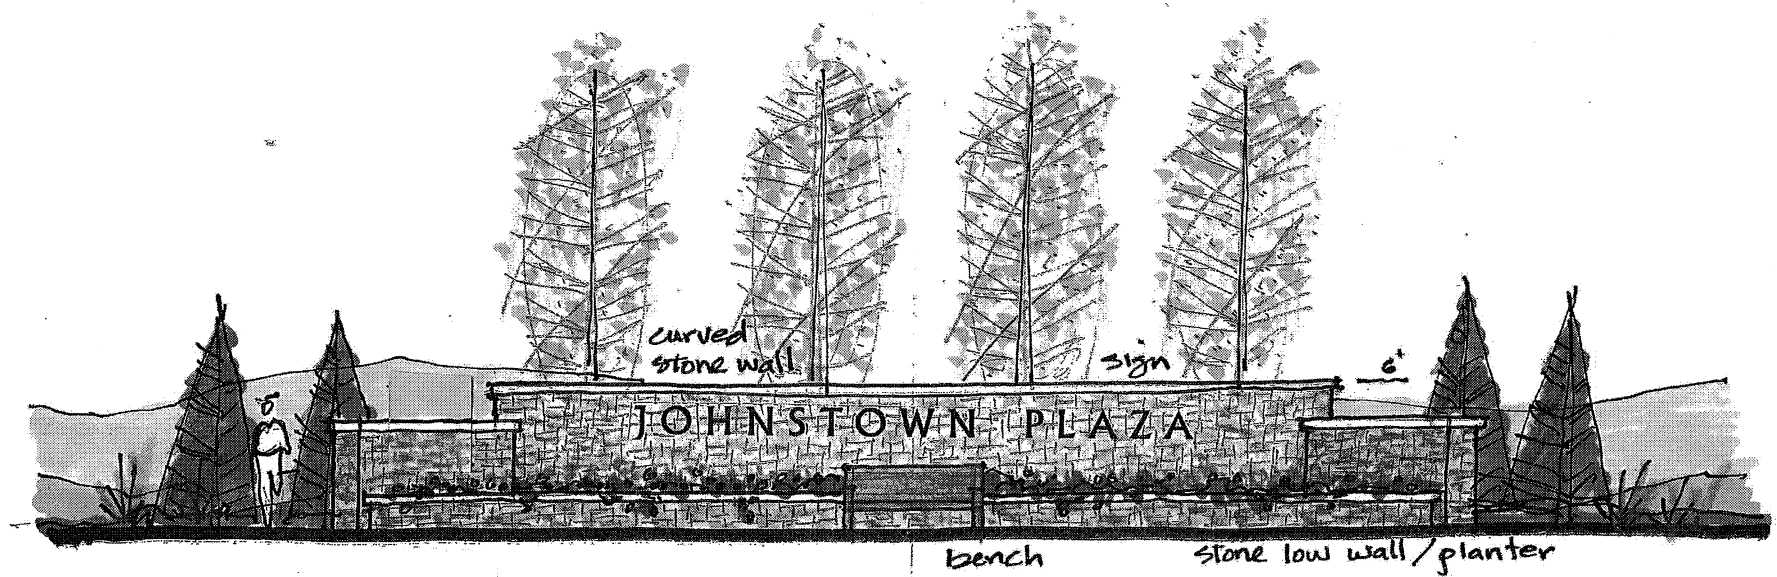 curved
stone wall
sign
6'
JOHNSTOWN PLAZA
bench
stone low wall/planter